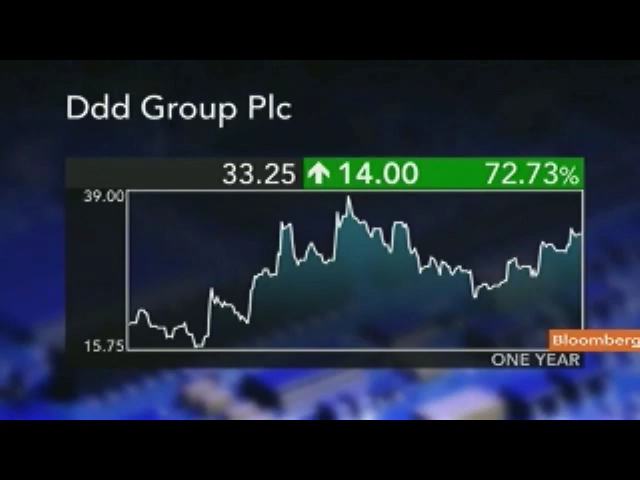 Ddd Group Plc
33.25 ↑ 14.00 72.73%
39.00
15.75
Bloomberg
ONE YEAR